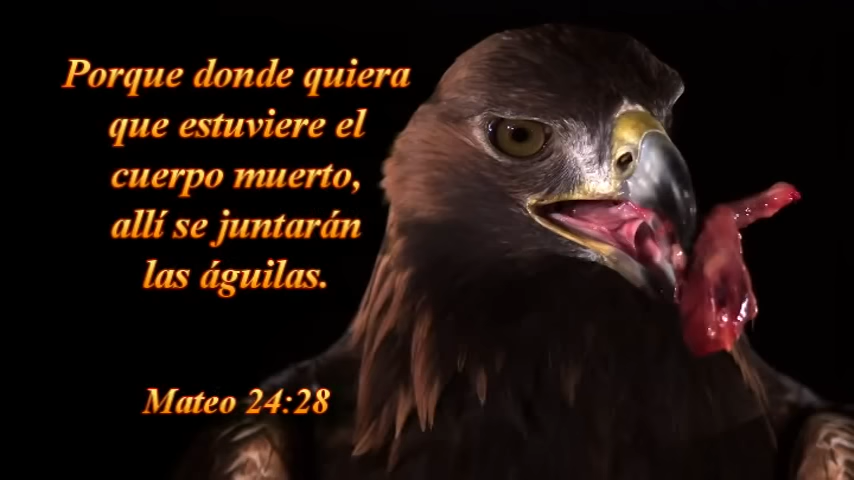 Porque donde quiera
que estuviere el
cuerpo muerto,
allí se juntarán
las águilas.
Mateo 24:28